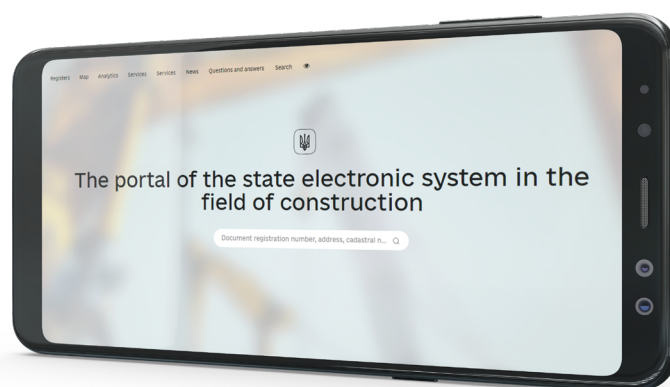 Registers Map Analytics Services Services News Questions and answers Search
The portal of the state electronic system in the
field of construction
Document registration number, address, cadastral n...